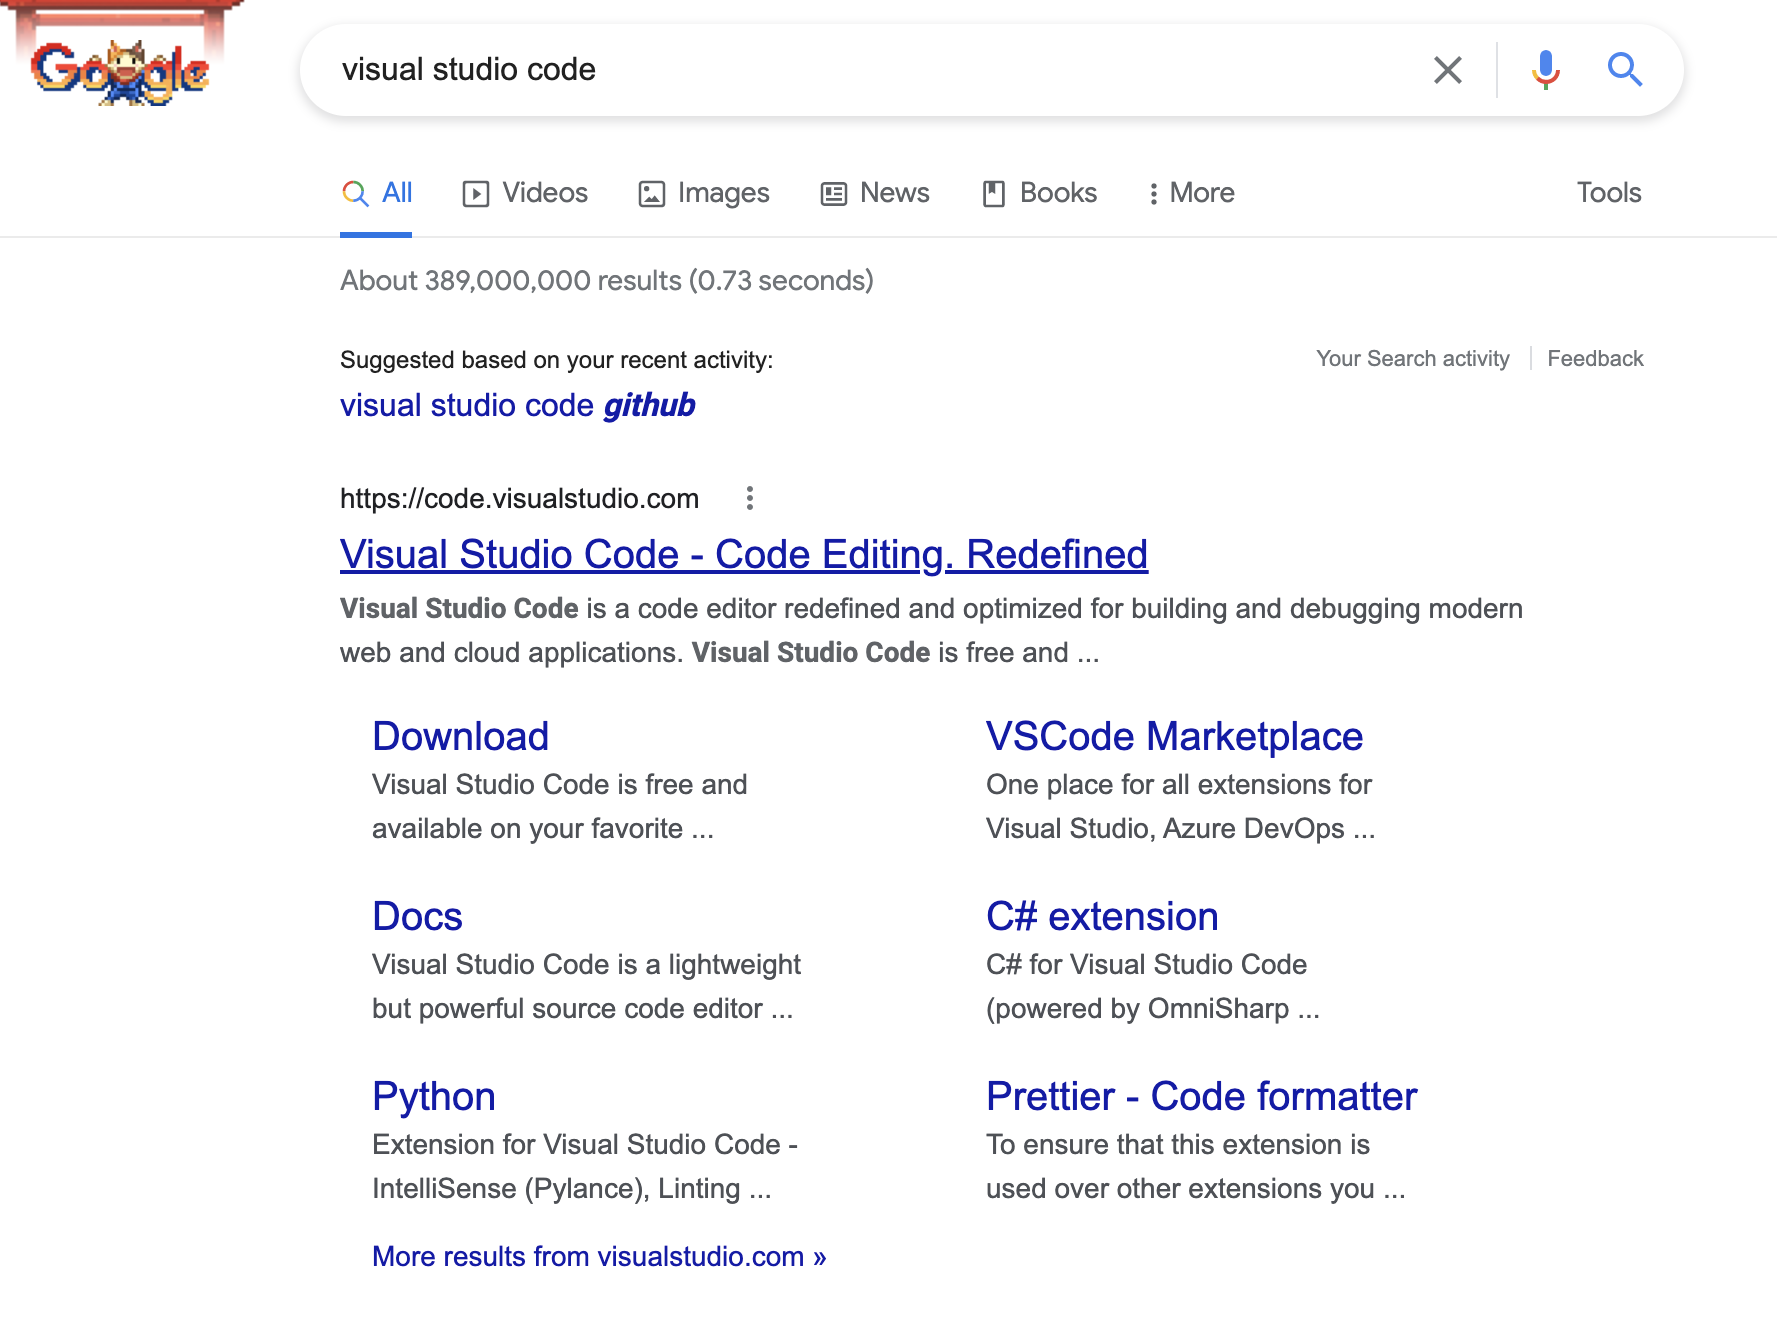 Google
visual studio code
All Videos Images News Books More Tools
About 389,000,000 results (0.73 seconds)
Suggested based on your recent activity: Your Search activity Feedback
visual studio code github
https://code.visualstudio.com
Visual Studio Code - Code Editing. Redefined
Visual Studio Code is a code editor redefined and optimized for building and debugging modern
web and cloud applications. Visual Studio Code is free and ...
Download
Visual Studio Code is free and
available on your favorite ...
VSCode Marketplace
One place for all extensions for
Visual Studio, Azure DevOps ...
Docs
Visual Studio Code is a lightweight
but powerful source code editor ...
C# extension
C# for Visual Studio Code
(powered by OmniSharp ...
Python
Extension for Visual Studio Code -
IntelliSense (Pylance), Linting ...
Prettier - Code formatter
To ensure that this extension is
used over other extensions you ...
More results from visualstudio.com »